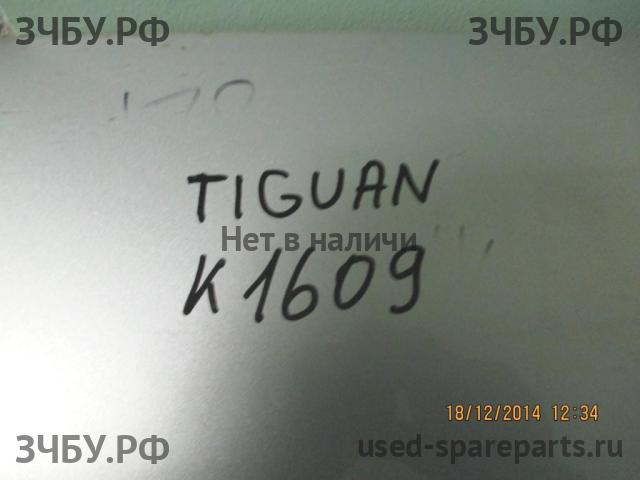 ЗЧБУ.РФ ЗЧБУ.РФ
TIGUAN
Нет в наличи
K1609
18/12/2014 12:34
ЗЧБУ.РФ used-spareparts.ru